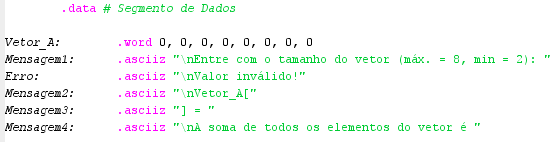 .data # Segmento de Dados
Vetor_A: .word 0, 0, 0, 0, 0, 0, 0, 0
Mensagem1: .asciiz "\nEntre com o tamanho do vetor (máx. = 8, min = 2): "
Erro: .asciiz "\nValor inválido!"
Mensagem2: .asciiz "\nVetor_A["
Mensagem3: .asciiz "] = "
Mensagem4: .asciiz "\nA soma de todos os elementos do vetor é "